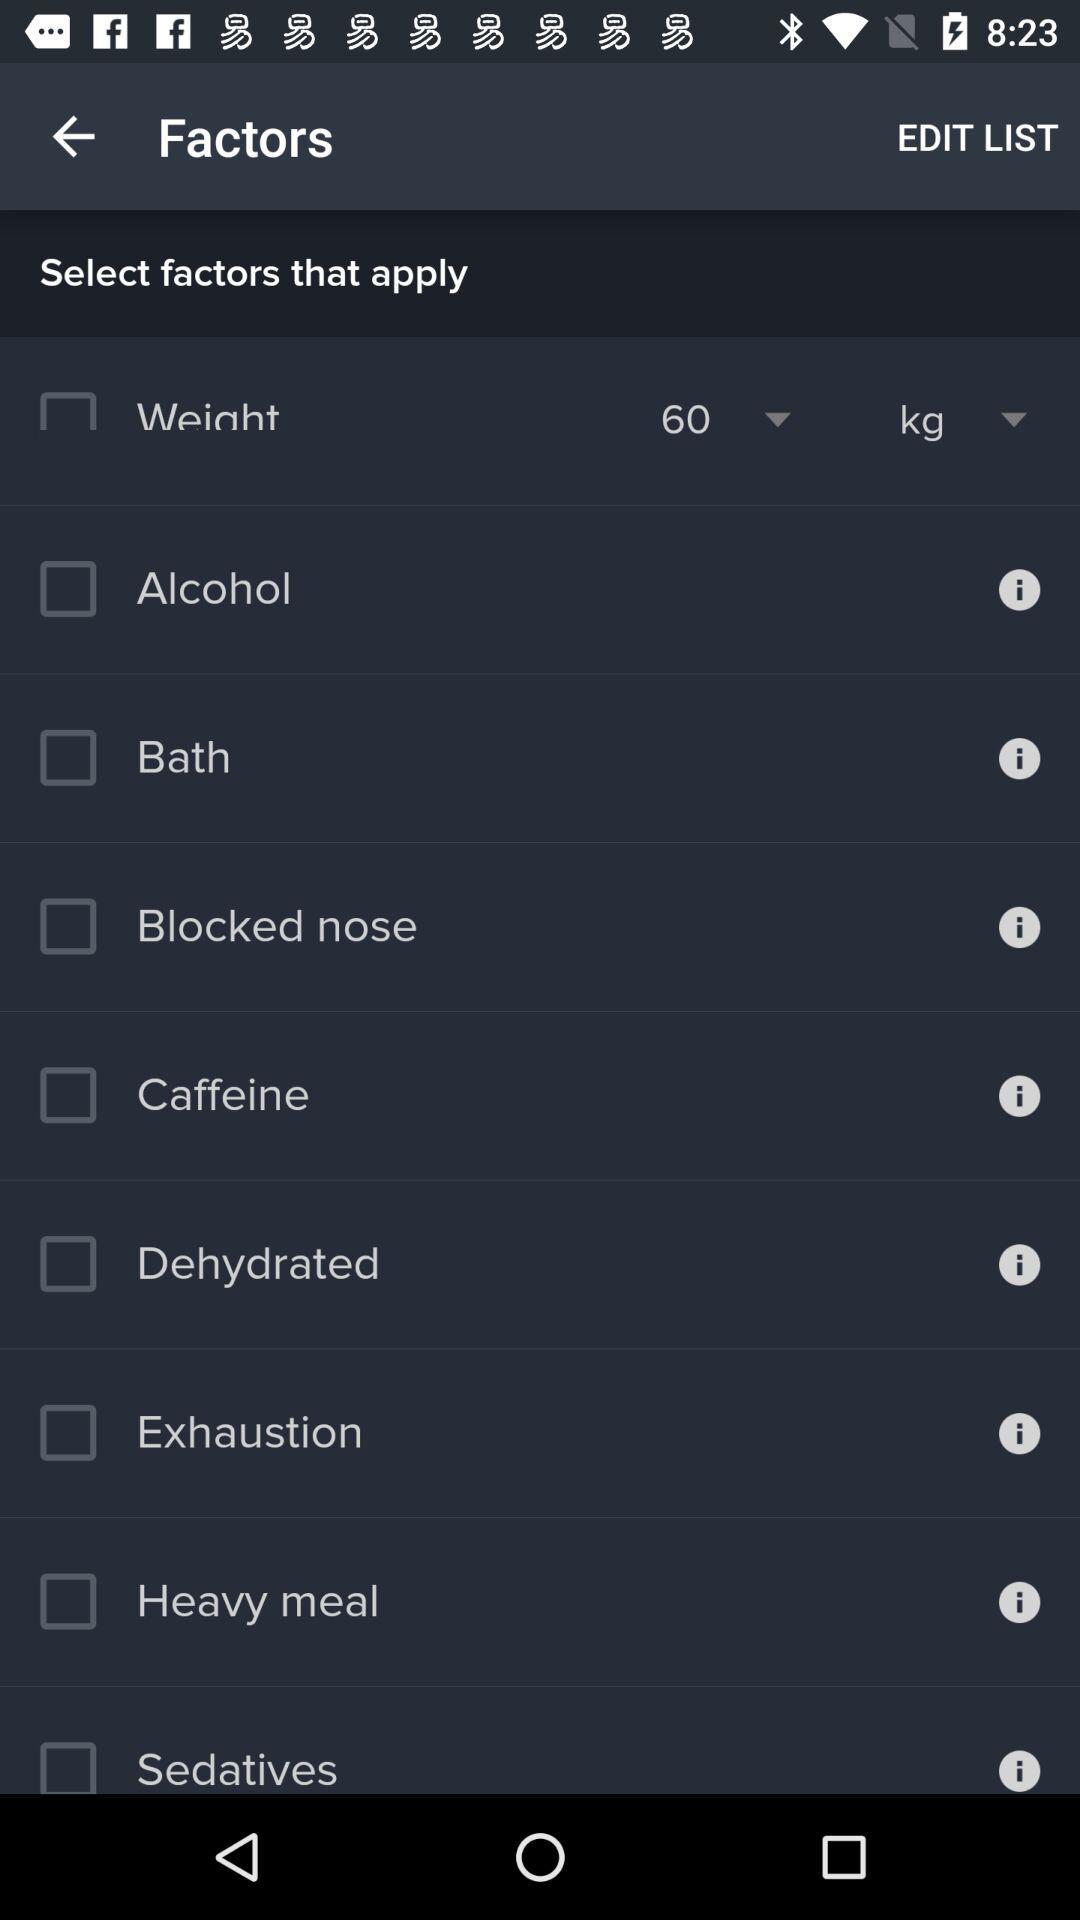 8:23
Factors
EDIT LIST
Select factors that apply
Weight 60 kg
Alcohol
Bath
Blocked nose
Caffeine
Dehydrated
Exhaustion
Heavy meal
Sedatives